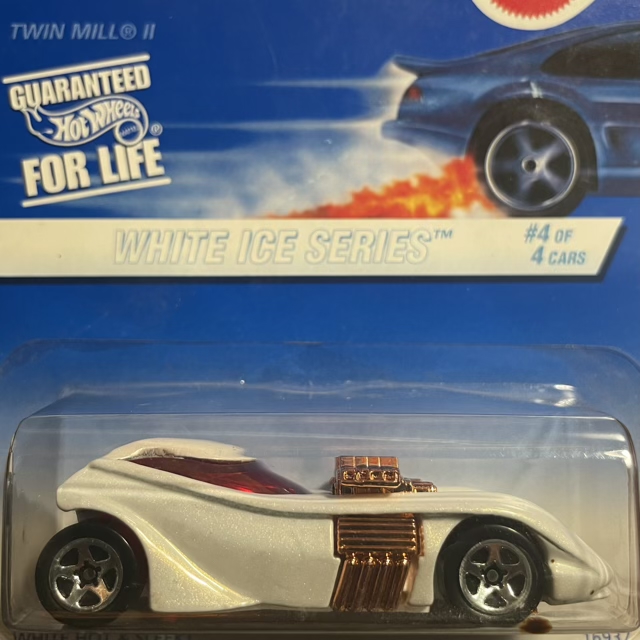 TWIN MILL® II
GUARANTEED
Hot Wheels®
FOR LIFE
WHITE ICE SERIES™
#4 OF
4 CARS